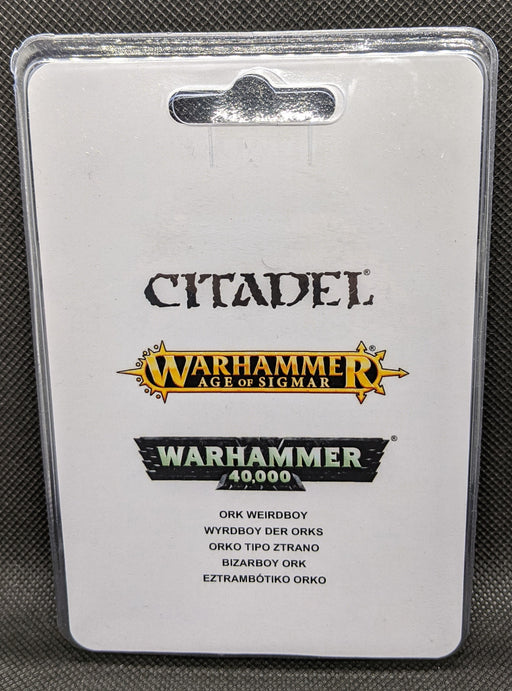 CITADEL®
WARHAMMER®
AGE OF SIGMAR
WARHAMMER®
40,000
ORK WEIRDBOY
WYRDBOY DER ORKS
ORKO TIPO ZTRANO
BIZARBOY ORK
EZTRAMBÓTIKO ORKO